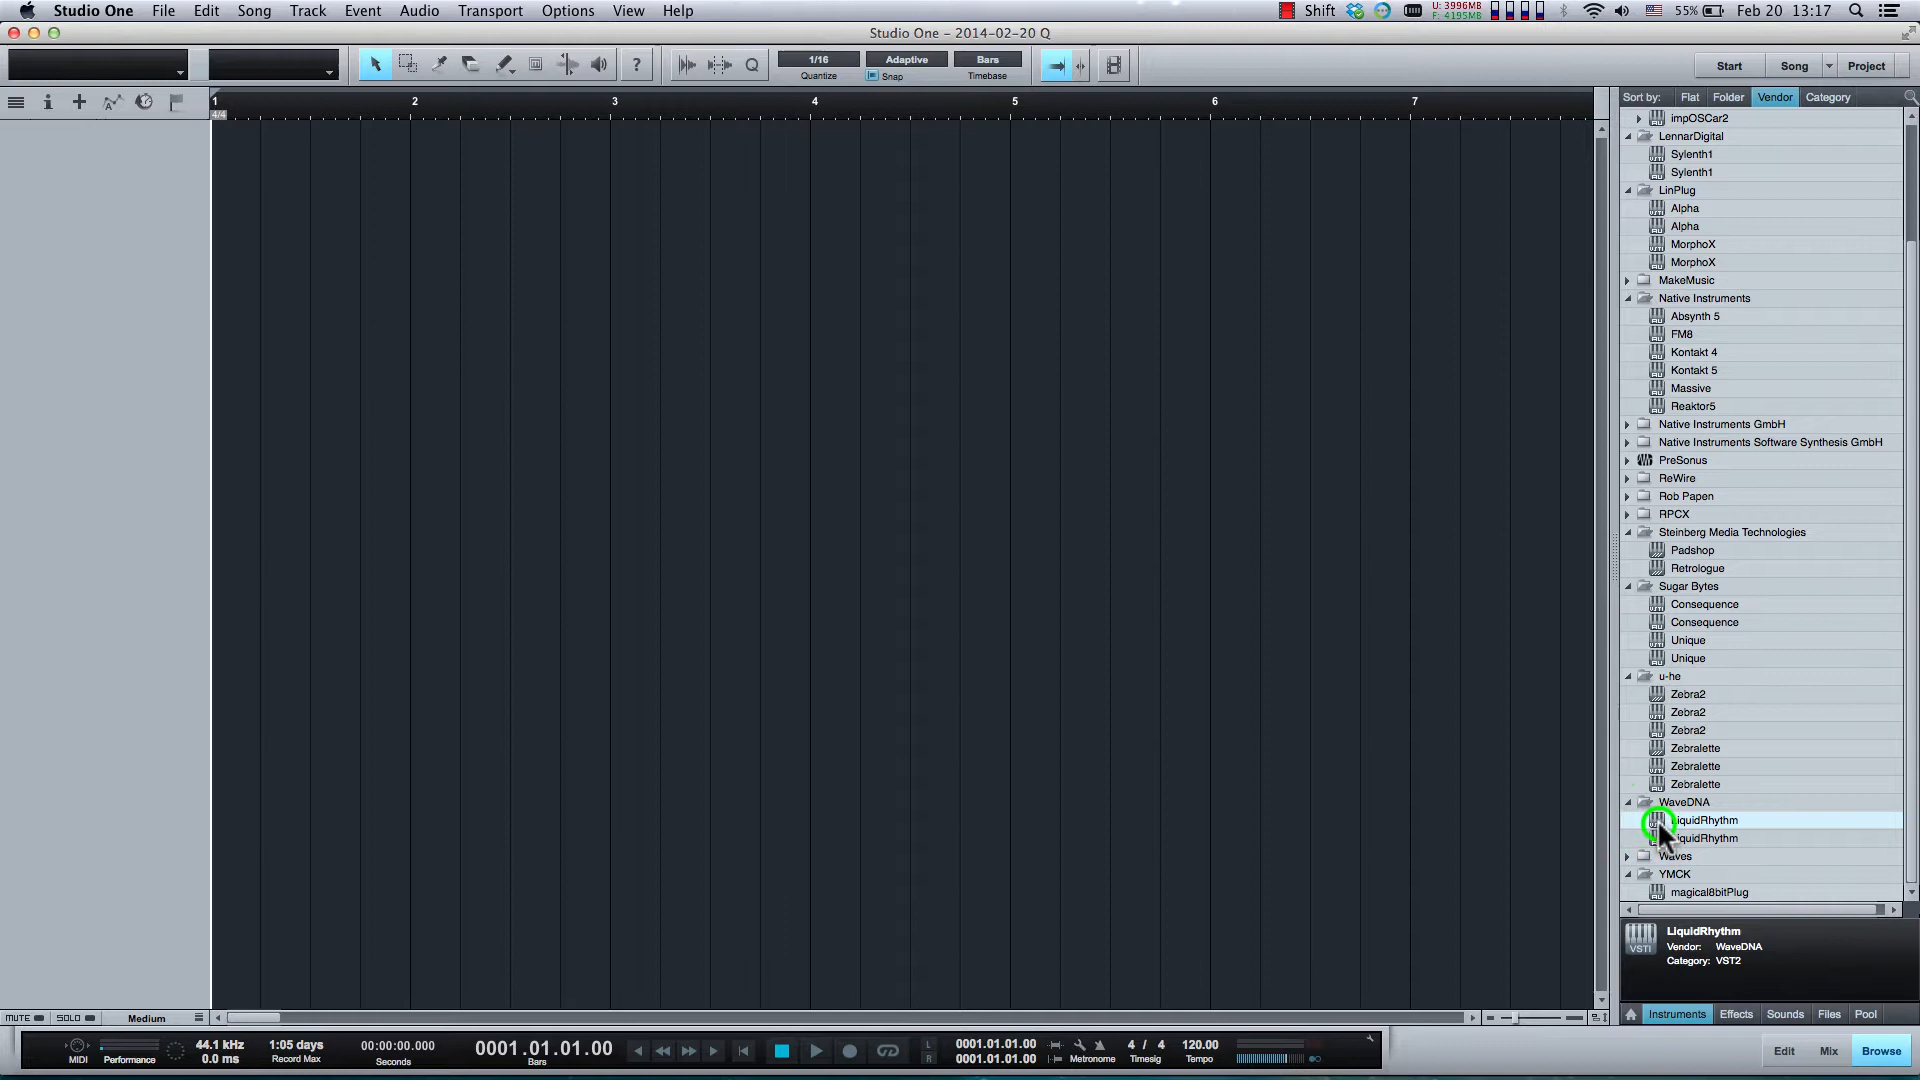 Studio One File Edit Song Track Event Audio Transport Options View Help Shift U: 3996MB F: 4195MB 55% Feb 20 13:17
Studio One - 2014-02-20 Q
1/16 Adaptive Bars
Quantize Snap Timebase
? Q Start Song Project
1 2 3 4 5 6 7
4/4
Sort by: Flat Folder Vendor Category
impOSCar2
LennarDigital
Sylenth1
Sylenth1
LinPlug
Alpha
Alpha
MorphoX
MorphoX
MakeMusic
Native Instruments
Absynth 5
FM8
Kontakt 4
Kontakt 5
Massive
Reaktor5
Native Instruments GmbH
Native Instruments Software Synthesis GmbH
PreSonus
ReWire
Rob Papen
RPCX
Steinberg Media Technologies
Padshop
Retrologue
Sugar Bytes
Consequence
Consequence
Unique
Unique
u-he
Zebra2
Zebra2
Zebra2
Zebralette
Zebralette
Zebralette
WaveDNA
LiquidRhythm
LiquidRhythm
Waves
YMCK
magical8bitPlug
LiquidRhythm
Vendor: WaveDNA
Category: VST2
VSTi
Instruments Effects Sounds Files Pool
MUTE SOLO Medium
MIDI Performance 44.1 kHz 0.0 ms 1:05 days Record Max 00:00:00.000 Seconds 0001.01.01.00 Bars L 0001.01.01.00 R 0001.01.01.00 Metronome 4 / 4 Timesig 120.00 Tempo
Edit Mix Browse